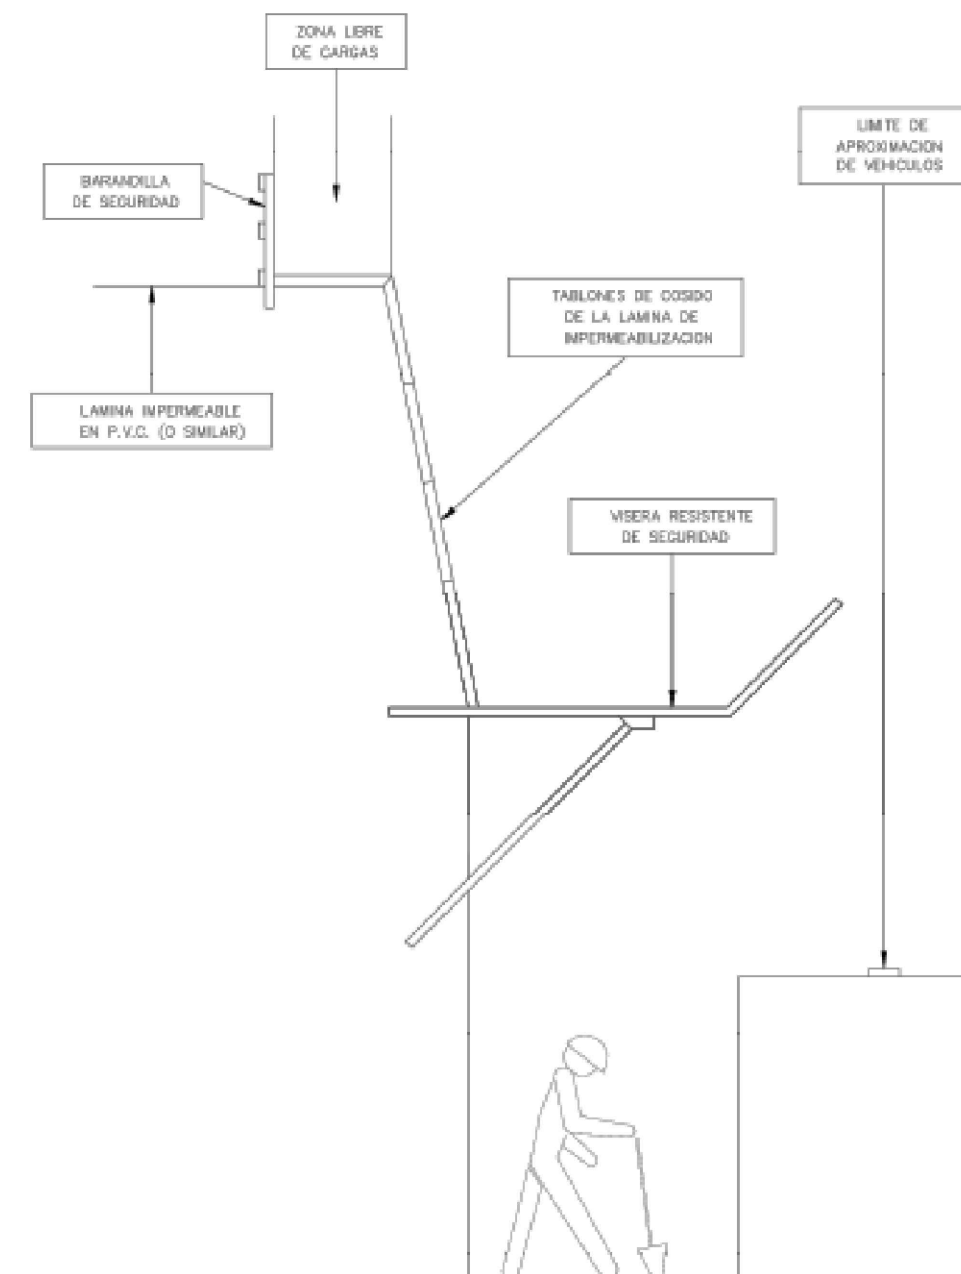 ZONA LIBRE
DE CARGAS
LIMITE DE
APROXIMACION
DE VEHICULOS
BARANDILLA
DE SEGURIDAD
TABLONES DE COSIDO
DE LA LAMINA DE
IMPERMEABILIZACION
LAMINA IMPERMEABLE
EN P.V.C. (O SIMILAR)
VISERA RESISTENTE
DE SEGURIDAD